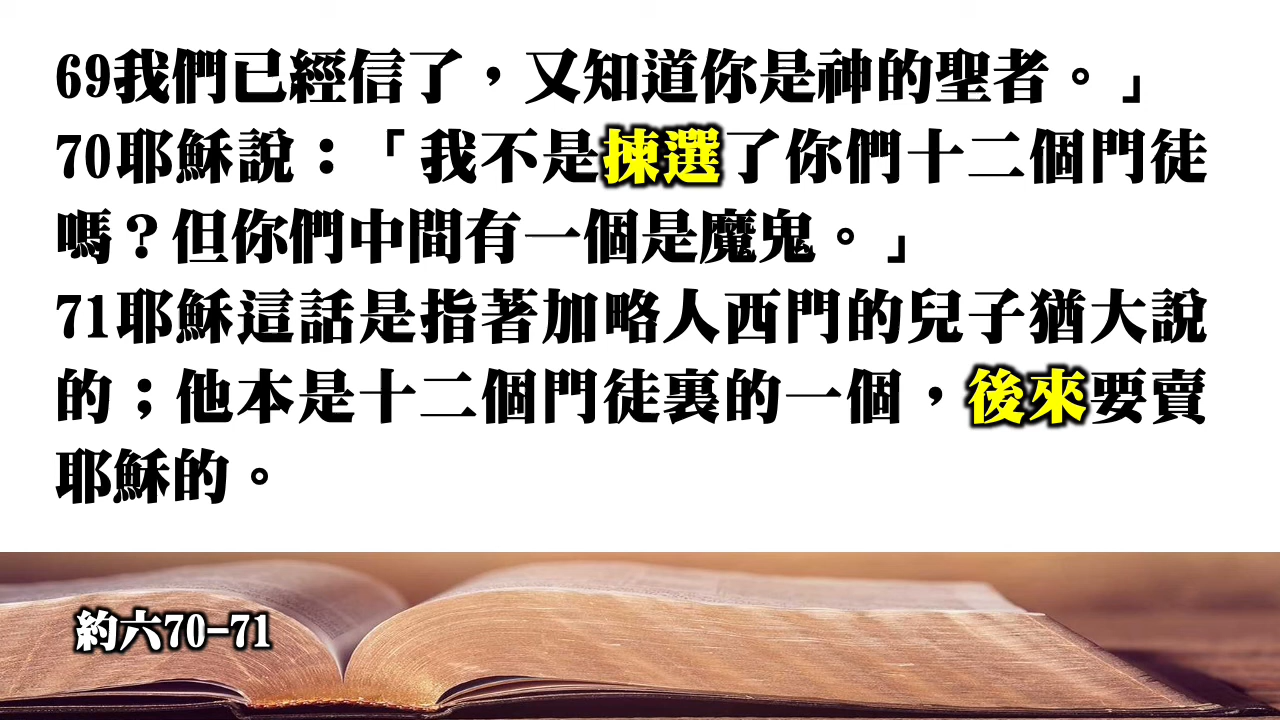 69我們已經信了，又知道你是神的聖者。」
70耶穌說：「我不是揀選了你們十二個門徒
嗎？但你們中間有一個是魔鬼。」
71耶穌這話是指著加略人西門的兒子猶大說
的；他本是十二個門徒裏的一個，後來要賣
耶穌的。
約六70-71